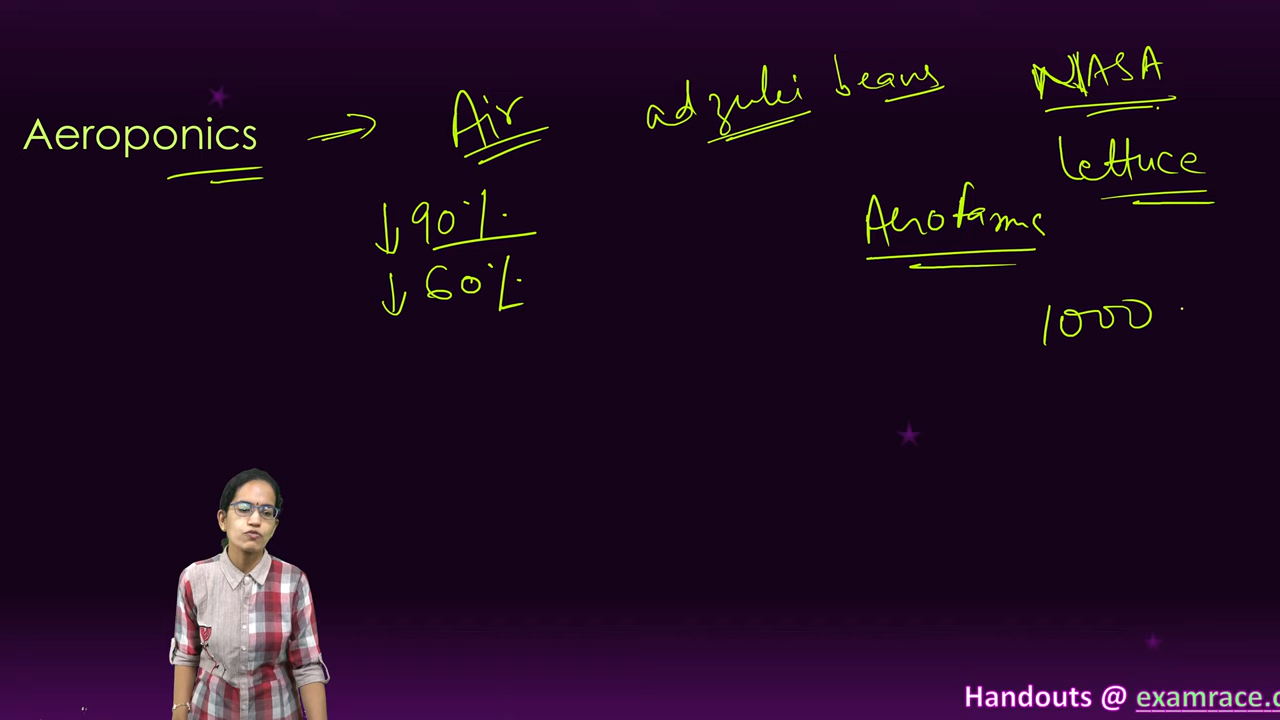 Aeroponics → Air
↓ 90%
↓ 60%
adzuki beans
NASA
lettuce
Aerofarms
1000
Handouts @ examrace.c